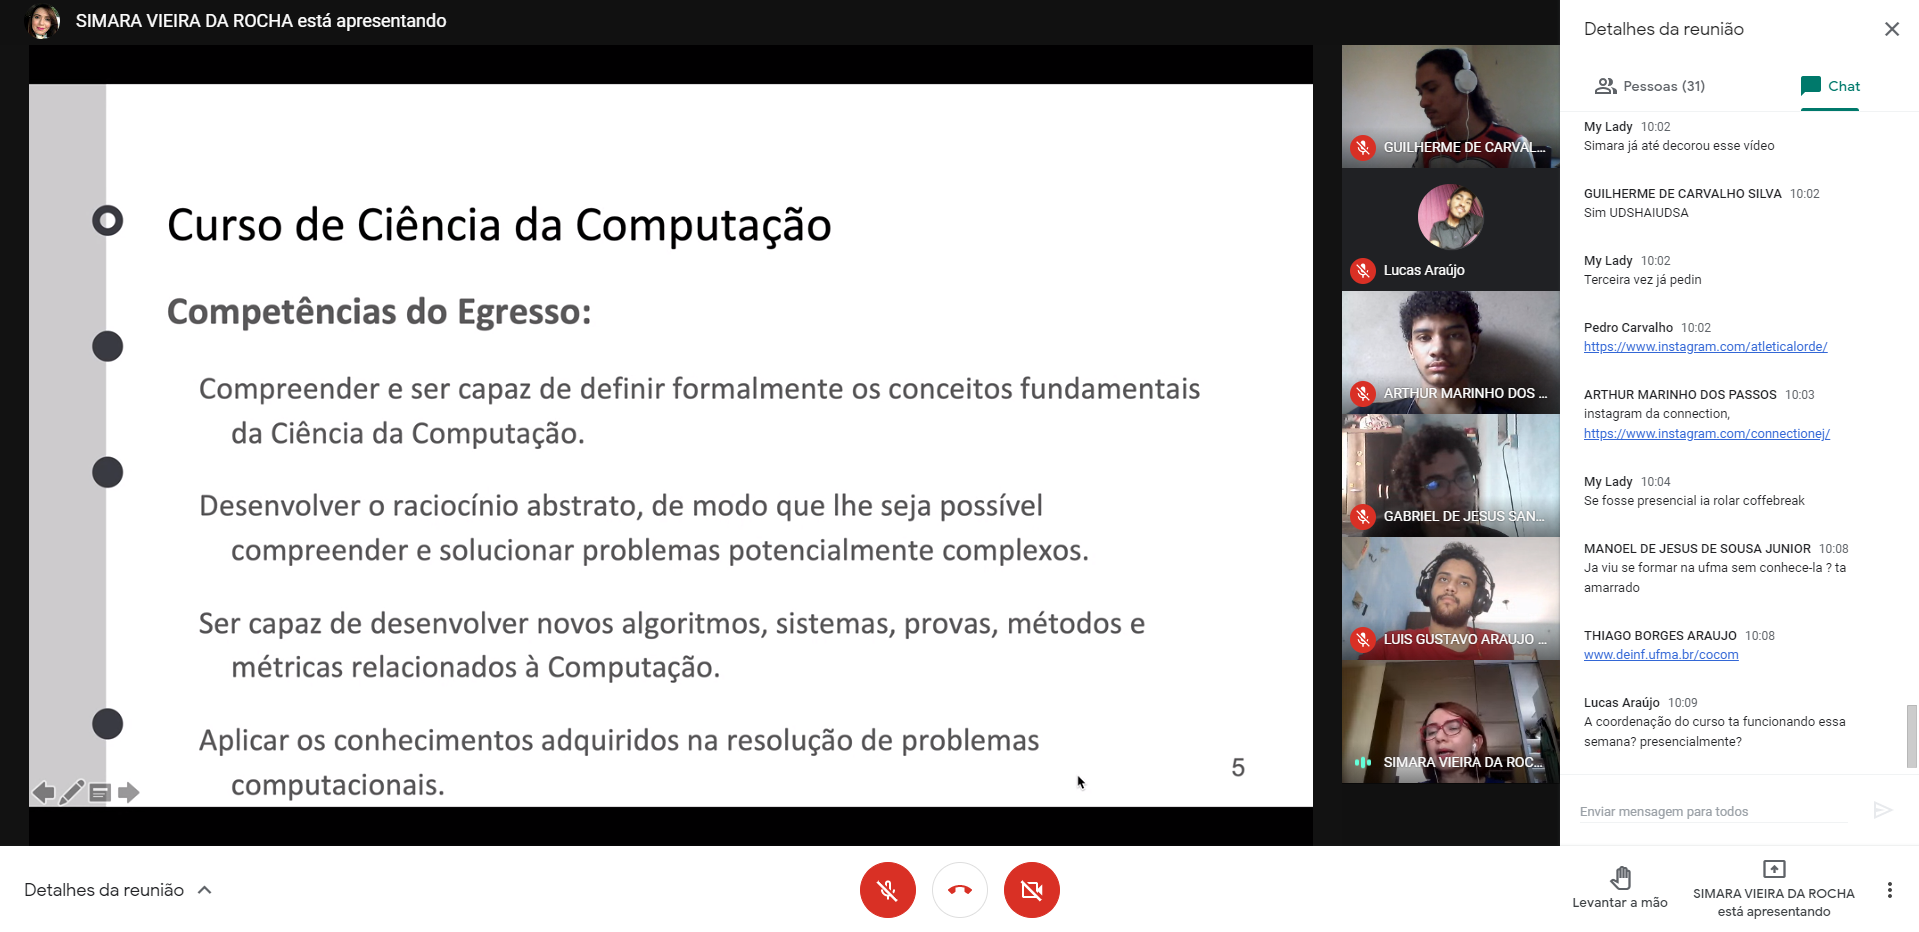 SIMARA VIEIRA DA ROCHA está apresentando
Curso de Ciência da Computação
Competências do Egresso:
Compreender e ser capaz de definir formalmente os conceitos fundamentais
da Ciência da Computação.
Desenvolver o raciocínio abstrato, de modo que lhe seja possível
compreender e solucionar problemas potencialmente complexos.
Ser capaz de desenvolver novos algoritmos, sistemas, provas, métodos e
métricas relacionados à Computação.
Aplicar os conhecimentos adquiridos na resolução de problemas
computacionais.
5
GUILHERME DE CARVAL...
Lucas Araújo
ARTHUR MARINHO DOS ...
GABRIEL DE JESUS SAN...
LUIS GUSTAVO ARAUJO ...
SIMARA VIEIRA DA ROC...
Detalhes da reunião
Pessoas (31)
Chat
My Lady 10:02
Simara já até decorou esse vídeo
GUILHERME DE CARVALHO SILVA 10:02
Sim UDSHAIUDSA
My Lady 10:02
Terceira vez já pedin
Pedro Carvalho 10:02
https://www.instagram.com/atleticalorde/
ARTHUR MARINHO DOS PASSOS 10:03
instagram da connection,
https://www.instagram.com/connectionej/
My Lady 10:04
Se fosse presencial ia rolar coffebreak
MANOEL DE JESUS DE SOUSA JUNIOR 10:08
Ja viu se formar na ufma sem conhece-la ? ta
amarrado
THIAGO BORGES ARAUJO 10:08
www.deinf.ufma.br/cocom
Lucas Araújo 10:09
A coordenação do curso ta funcionando essa
semana? presencialmente?
Enviar mensagem para todos
Detalhes da reunião
Levantar a mão
SIMARA VIEIRA DA ROCHA
está apresentando